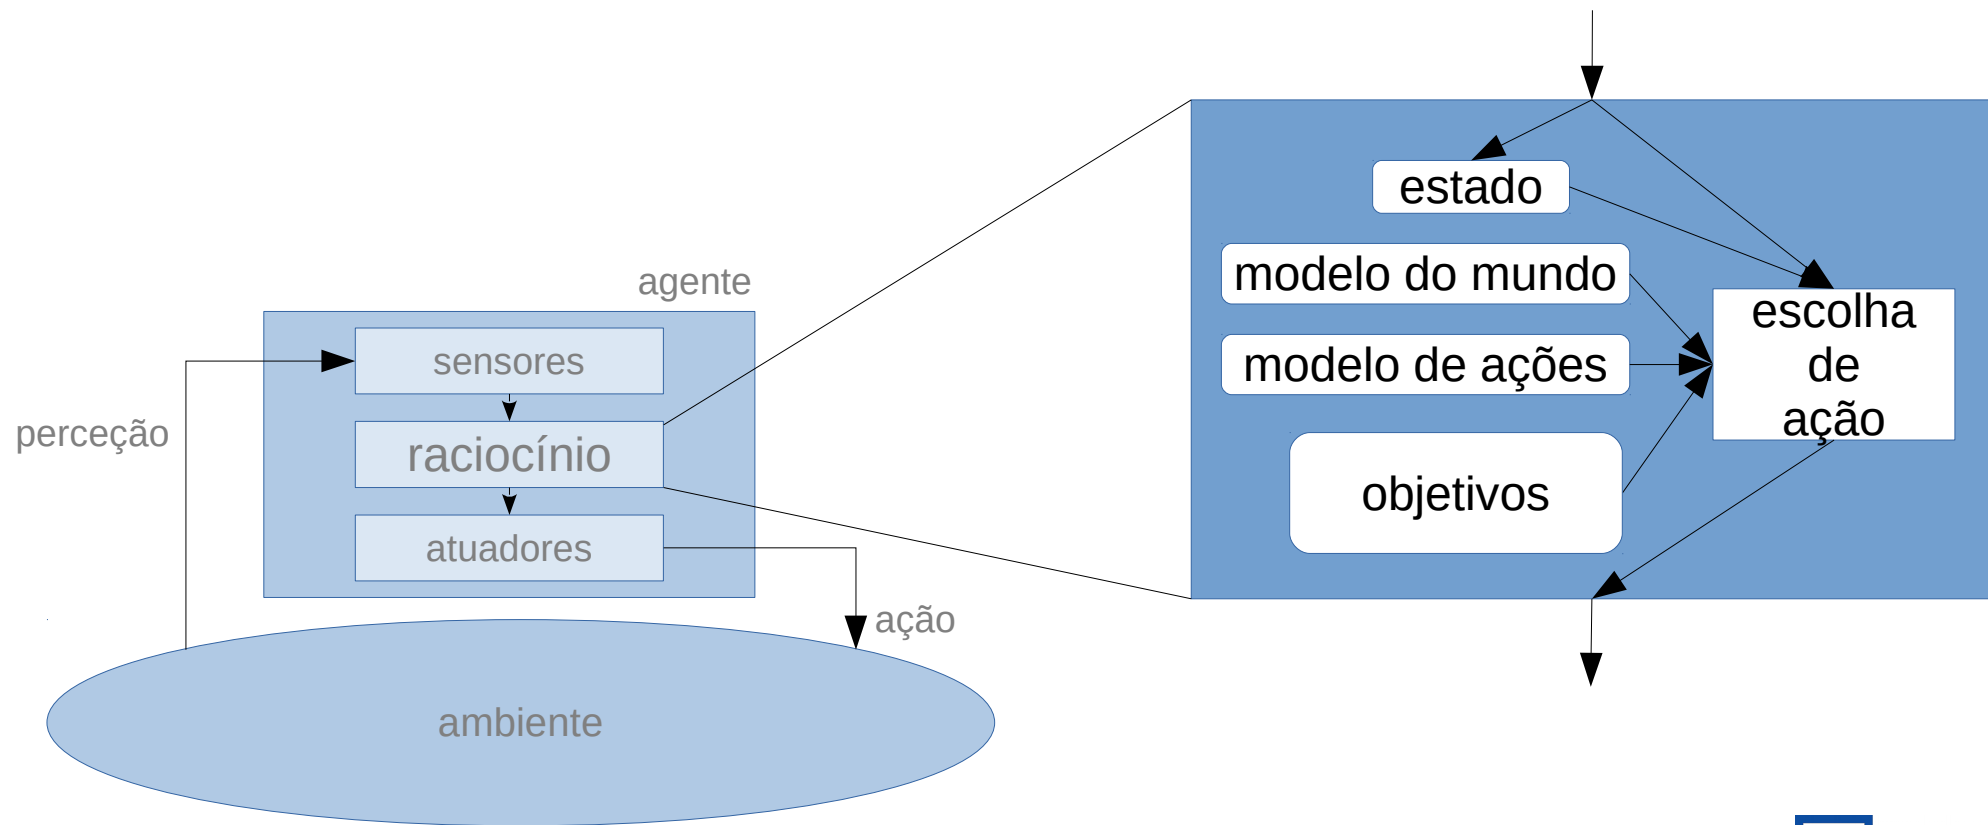 agente
sensores
perceção
raciocínio
atuadores
ação
ambiente
estado
modelo do mundo
modelo de ações
objetivos
escolha
de
ação